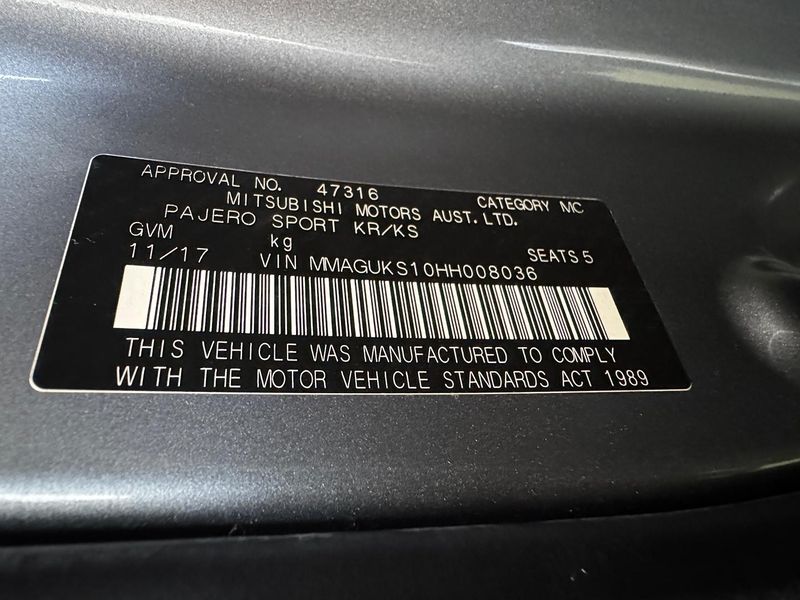 APPROVAL NO. 47316 CATEGORY MC
MITSUBISHI MOTORS AUST. LTD.
PAJERO SPORT KR/KS
GVM kg SEATS 5
11/17 VIN MMAGUKS10HH008036
THIS VEHICLE WAS MANUFACTURED TO COMPLY
WITH THE MOTOR VEHICLE STANDARDS ACT 1989